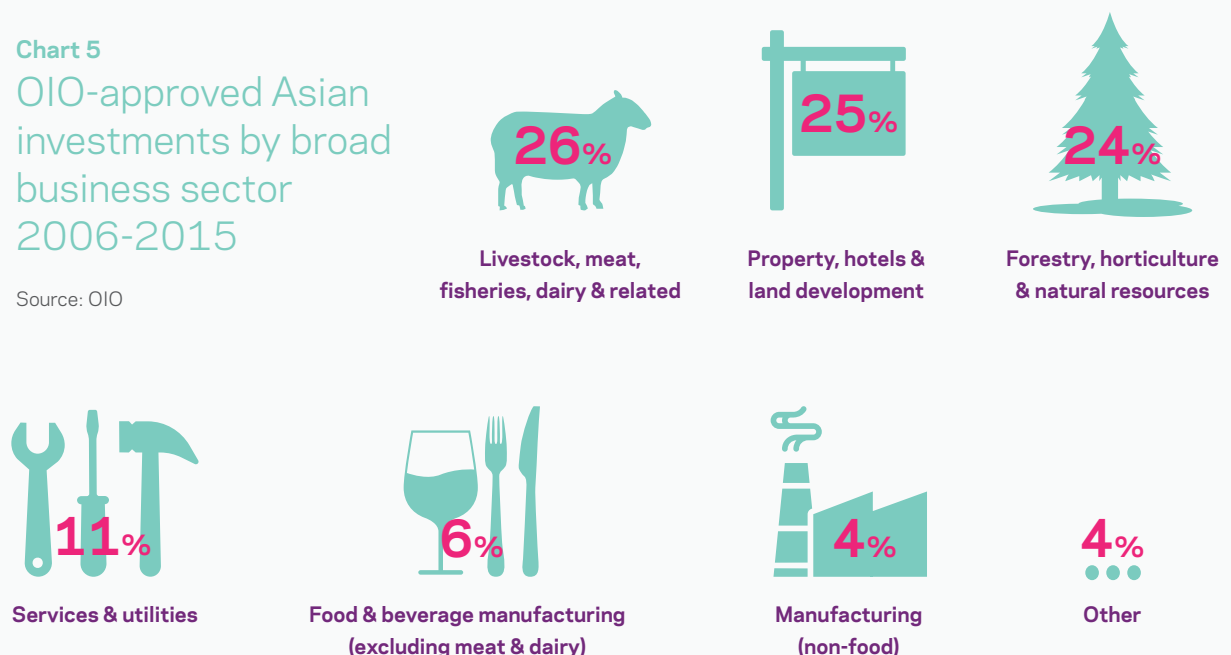 Chart 5
OIO-approved Asian
investments by broad
business sector
2006-2015
Source: OIO
26%
Livestock, meat,
fisheries, dairy & related
25%
Property, hotels &
land development
24%
Forestry, horticulture
& natural resources
11%
Services & utilities
6%
Food & beverage manufacturing
(excluding meat & dairy)
4%
Manufacturing
(non-food)
4%
Other